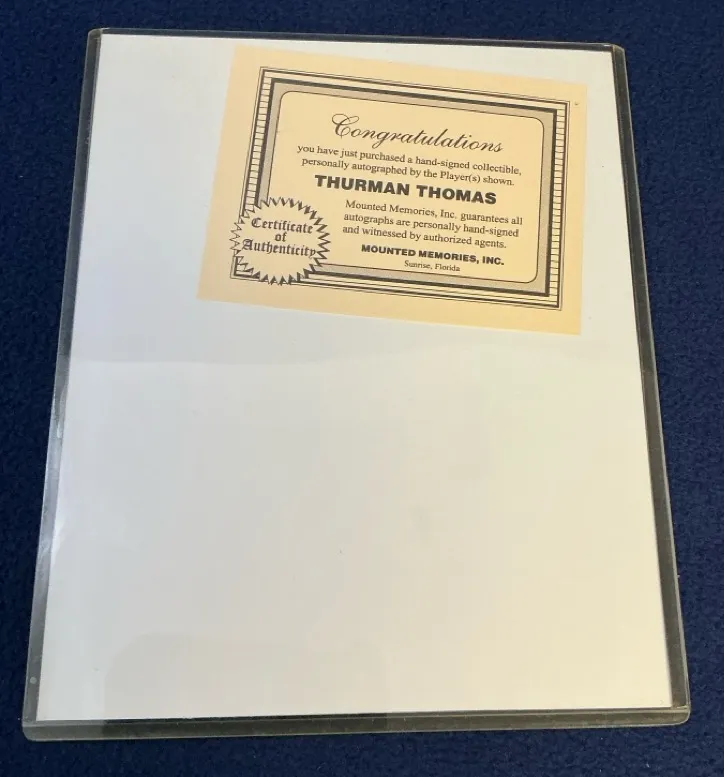 Congratulations
you have just purchased a hand-signed collectible,
personally autographed by the Player(s) shown.
THURMAN THOMAS
Mounted Memories, Inc. guarantees all
autographs are personally hand-signed
and witnessed by authorized agents.
MOUNTED MEMORIES, INC.
Sunrise, Florida
Certificate
of
Authenticity